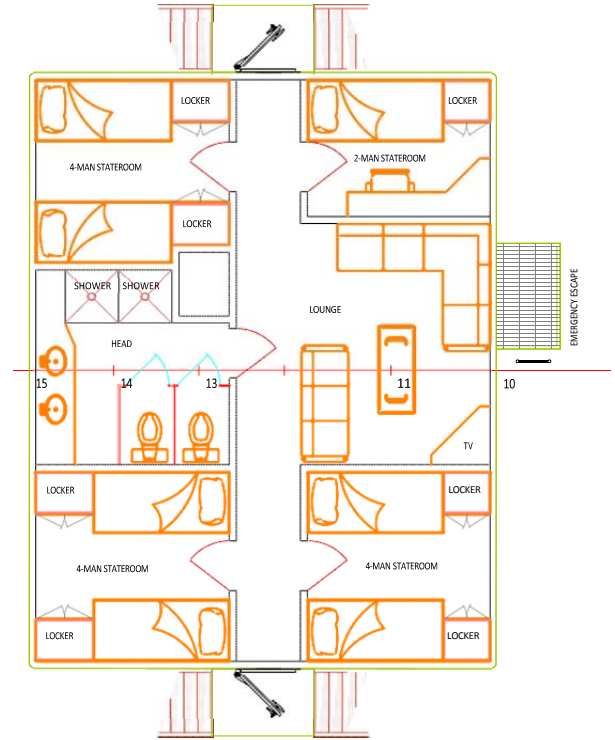 LOCKER
LOCKER
4-MAN STATEROOM
2-MAN STATEROOM
LOCKER
SHOWER
SHOWER
LOUNGE
EMERGENCY ESCAPE
HEAD
15
14
13
11
10
TV
LOCKER
LOCKER
4-MAN STATEROOM
4-MAN STATEROOM
LOCKER
LOCKER